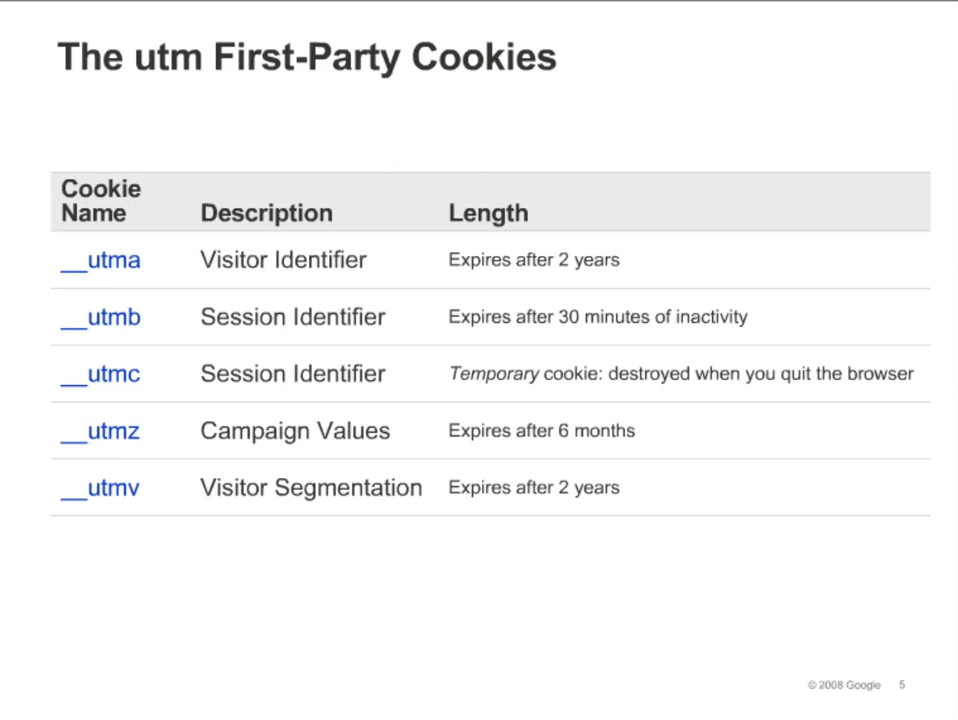 The utm First-Party Cookies
Cookie
Name Description Length
__utma Visitor Identifier Expires after 2 years
__utmb Session Identifier Expires after 30 minutes of inactivity
__utmc Session Identifier Temporary cookie: destroyed when you quit the browser
__utmz Campaign Values Expires after 6 months
__utmv Visitor Segmentation Expires after 2 years
© 2008 Google 5